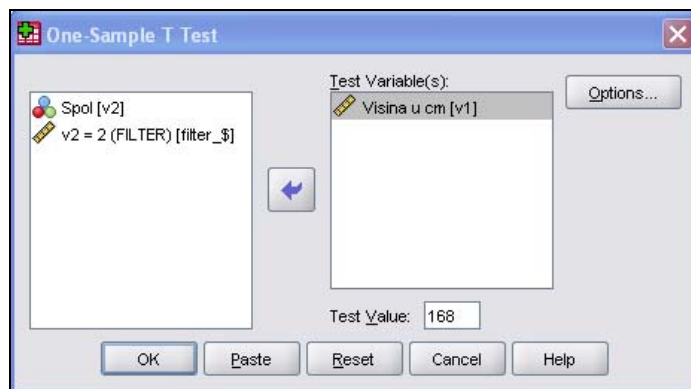 One-Sample T Test
Spol [v2]
v2 = 2 (FILTER) [filter_$]
Test Variable(s):
Visina u cm [v1]
Options...
Test Value: 168
OK
Paste
Reset
Cancel
Help